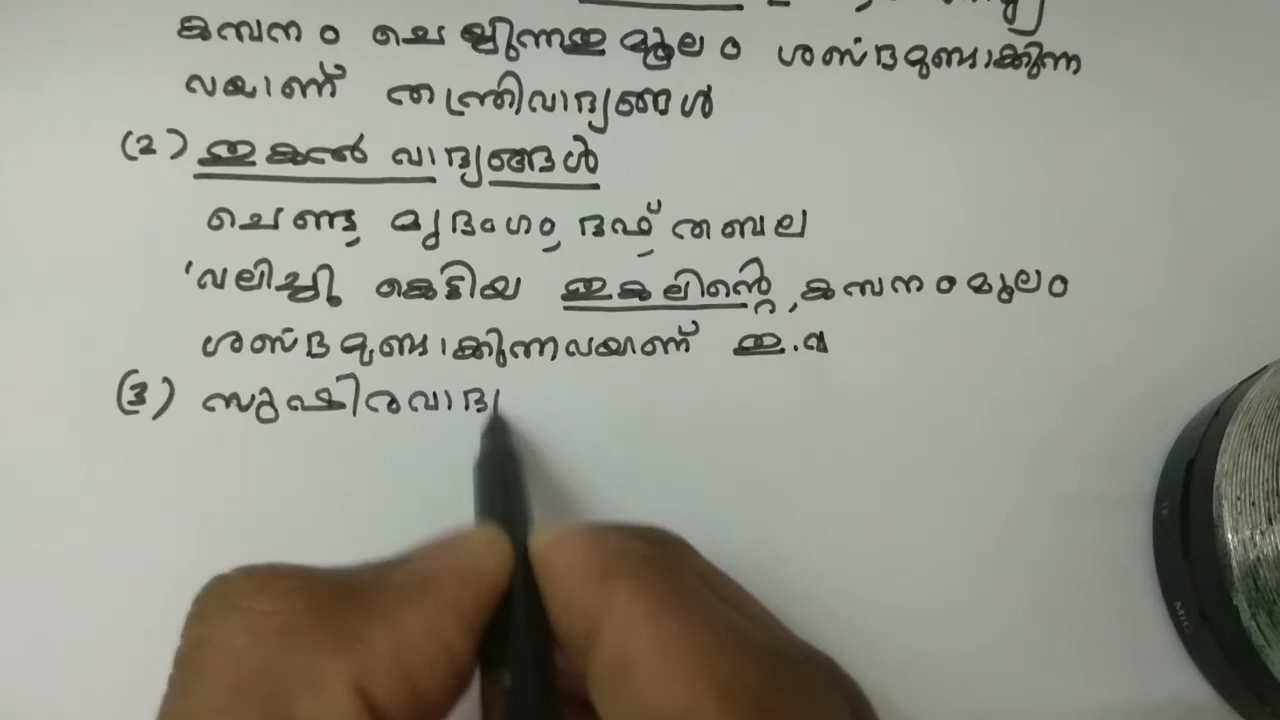 കമ്പനം ചെയ്യുന്നതു മൂലം ശബ്ദമുണ്ടാക്കുന്ന
വയാണ് തന്ത്രിവാദ്യങ്ങൾ
(2) തുകൽ വാദ്യങ്ങൾ
ചെണ്ട, മൃദംഗം, ദഫ്, തബല
'വലിച്ചു കെട്ടിയ തുകലിന്റെ, കമ്പനം മൂലം
ശബ്ദമുണ്ടാക്കുന്നവയാണ് തു.വ
(3) സുഷിരവാദ